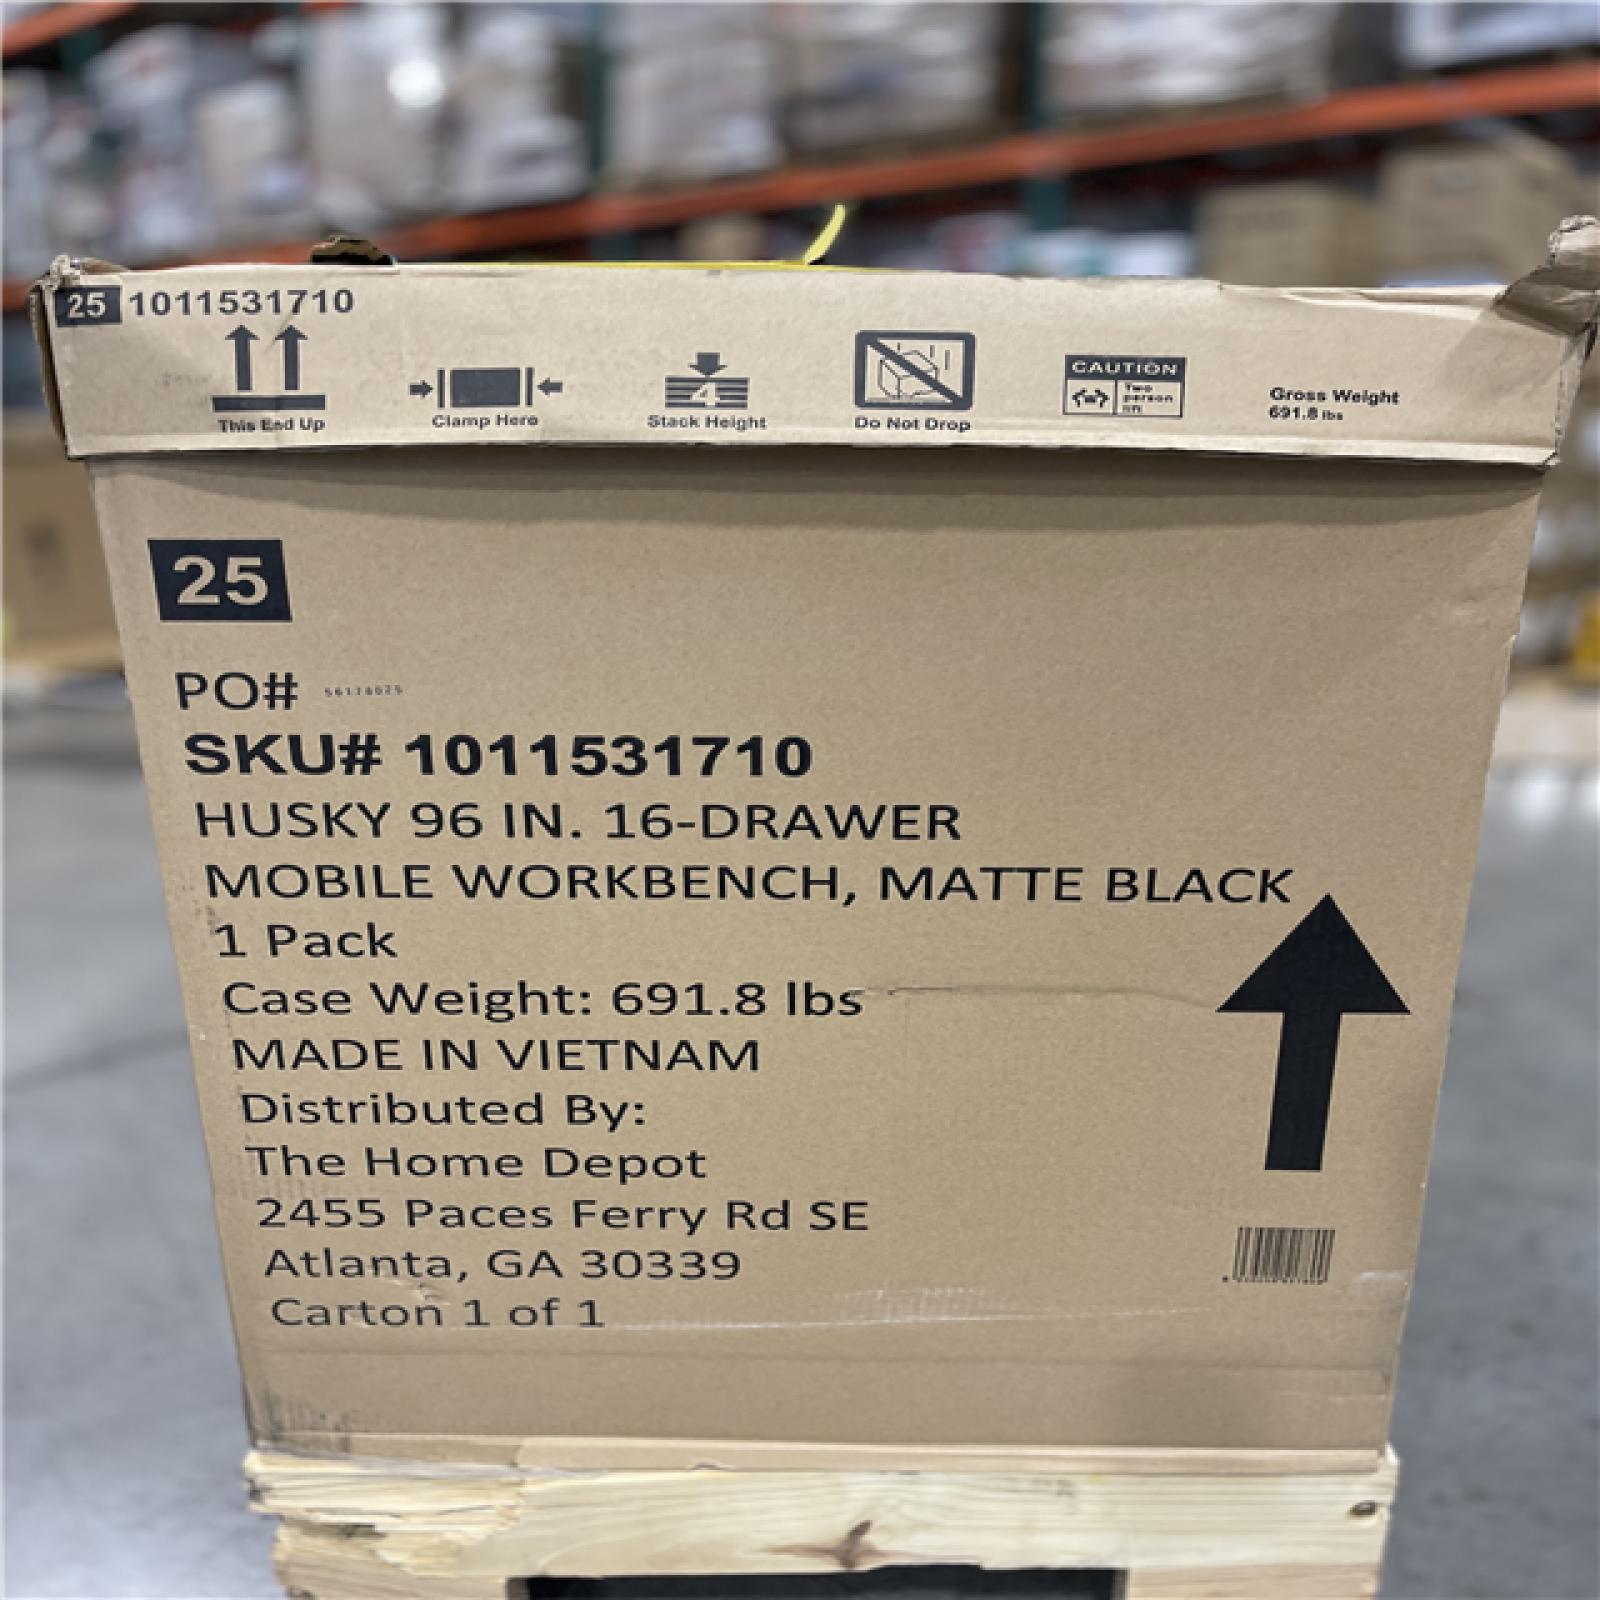 25 1011531710
This End Up
Clamp Here
4
Stack Height
Do Not Drop
CAUTION
Two
person
lift
Gross Weight
691.8 lbs
25
PO# 56178025
SKU# 1011531710
HUSKY 96 IN. 16-DRAWER
MOBILE WORKBENCH, MATTE BLACK
1 Pack
Case Weight: 691.8 lbs
MADE IN VIETNAM
Distributed By:
The Home Depot
2455 Paces Ferry Rd SE
Atlanta, GA 30339
Carton 1 of 1